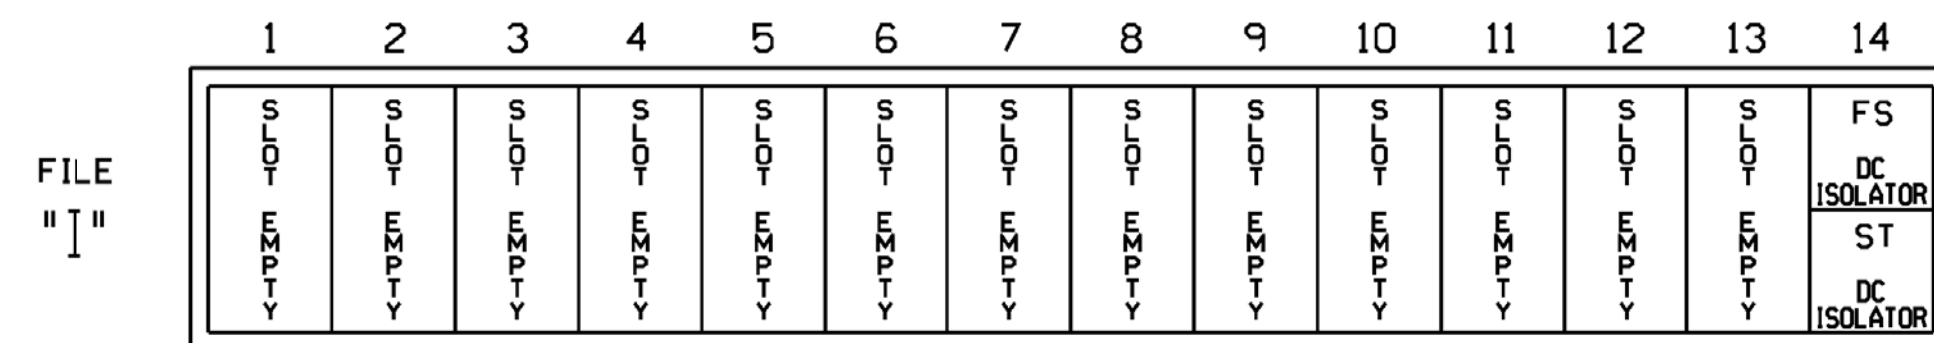 1 2 3 4 5 6 7 8 9 10 11 12 13 14
FILE
"I"
SLOT EMPTY
SLOT EMPTY
SLOT EMPTY
SLOT EMPTY
SLOT EMPTY
SLOT EMPTY
SLOT EMPTY
SLOT EMPTY
SLOT EMPTY
SLOT EMPTY
SLOT EMPTY
SLOT EMPTY
SLOT EMPTY
FS
DC
ISOLATOR
ST
DC
ISOLATOR